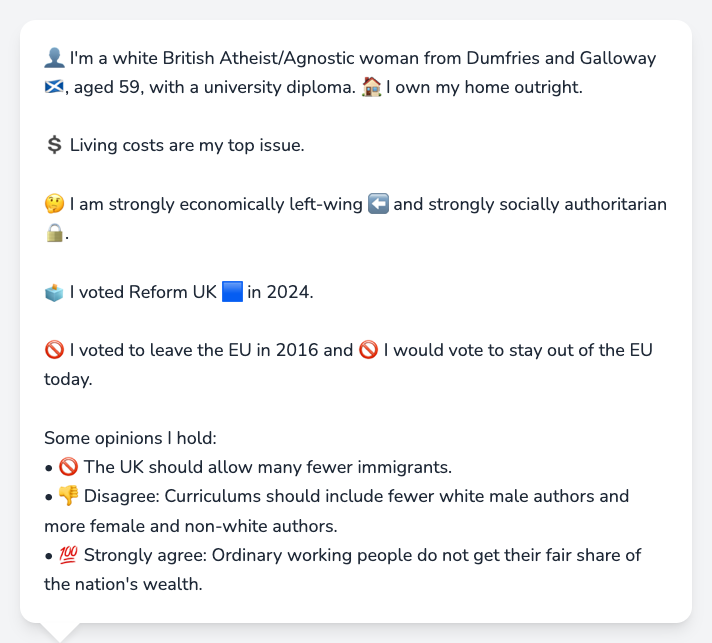 👤 I'm a white British Atheist/Agnostic woman from Dumfries and Galloway
🏴󠁧󠁢󠁳󠁣󠁴󠁿, aged 59, with a university diploma. 🏠 I own my home outright.
💲 Living costs are my top issue.
🤔 I am strongly economically left-wing ⬅️ and strongly socially authoritarian
🔒.
🗳️ I voted Reform UK 🟦 in 2024.
🚫 I voted to leave the EU in 2016 and 🚫 I would vote to stay out of the EU
today.
Some opinions I hold:
• 🚫 The UK should allow many fewer immigrants.
• 👎 Disagree: Curriculums should include fewer white male authors and
more female and non-white authors.
• 💯 Strongly agree: Ordinary working people do not get their fair share of
the nation's wealth.